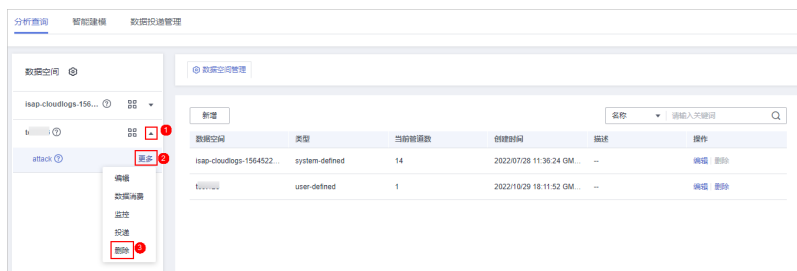 分析查询 智能建模 数据投递管理
数据空间
数据空间管理
isap-cloudlogs-156...
新增
名称 请输入关键词
1
attack 更多 2
数据空间 类型 当前管道数 创建时间 描述 操作
isap-cloudlogs-1564522... system-defined 14 2022/07/28 11:36:24 GM... -- 编辑 删除
user-defined 1 2022/10/29 18:11:52 GM... -- 编辑 删除
编辑
数据消费
监控
投递
删除 3